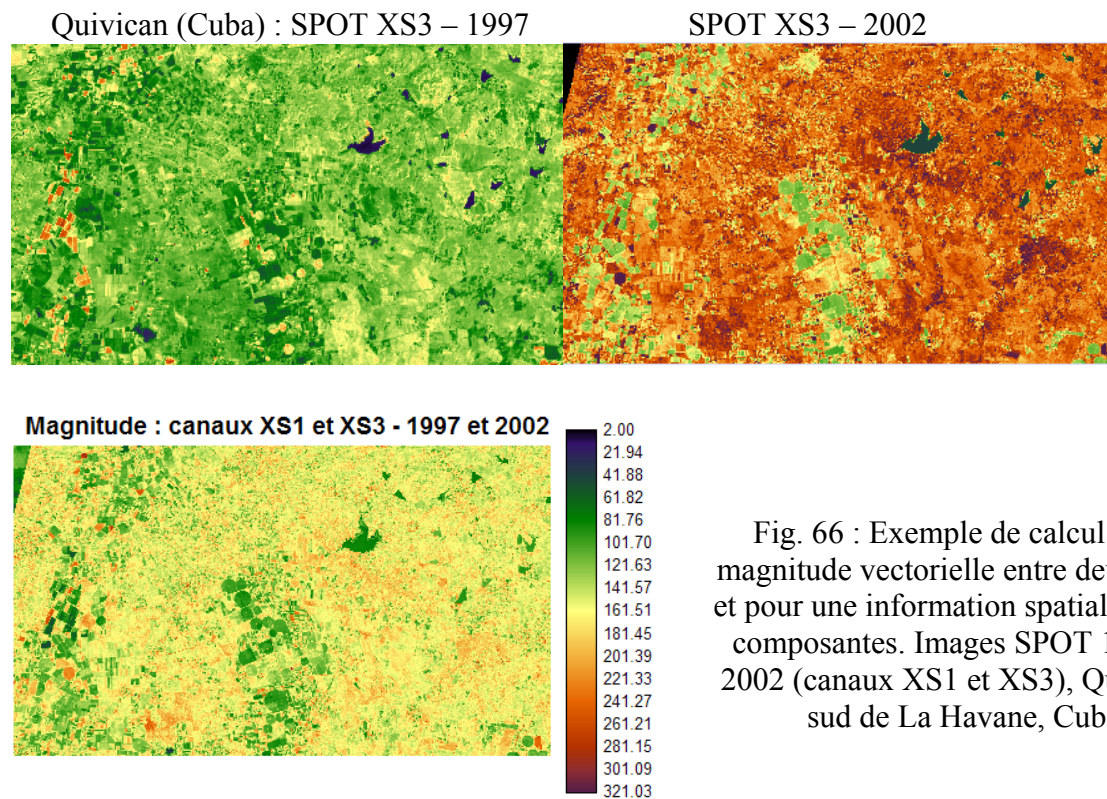 Quivican (Cuba) : SPOT XS3 – 1997
SPOT XS3 – 2002
Magnitude : canaux XS1 et XS3 - 1997 et 2002
2.00
21.94
41.88
61.82
81.76
101.70
121.63
141.57
161.51
181.45
201.39
221.33
241.27
261.21
281.15
301.09
321.03
Fig. 66 : Exemple de calcul
magnitude vectorielle entre de
et pour une information spatial
composantes. Images SPOT 1
2002 (canaux XS1 et XS3), Qu
sud de La Havane, Cub